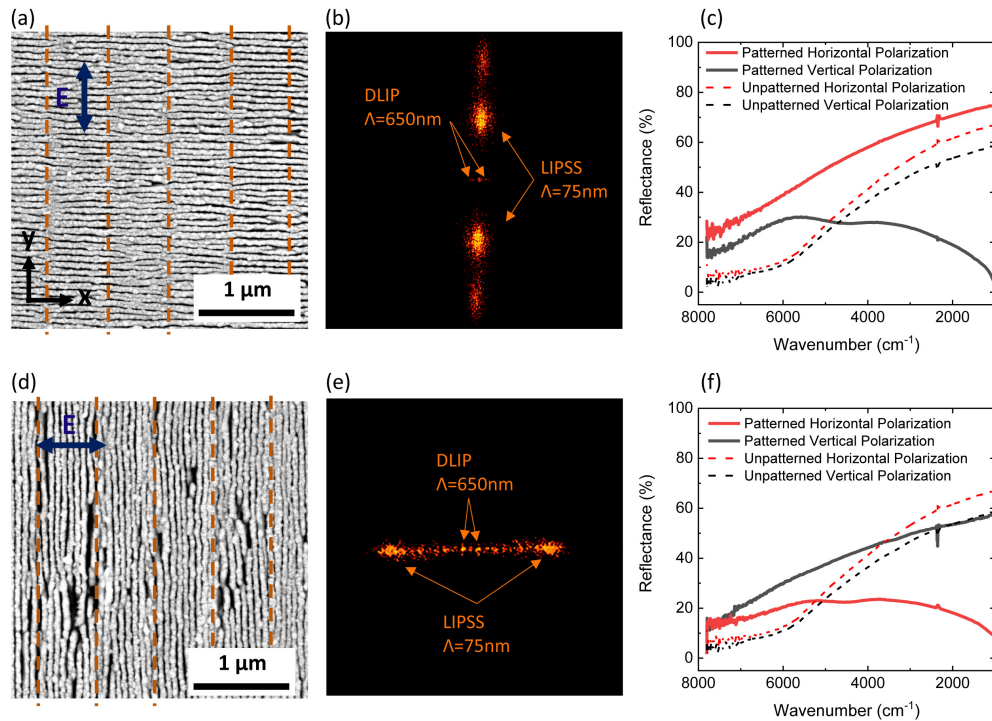 (a)
E
y
x
1 µm
(b)
DLIP
Λ=650nm
LIPSS
Λ=75nm
(c)
100
80
60
40
20
0
Reflectance (%)
Patterned Horizontal Polarization
Patterned Vertical Polarization
Unpatterned Horizontal Polarization
Unpatterned Vertical Polarization
8000 6000 4000 2000
Wavenumber (cm⁻¹)
(d)
E
1 µm
(e)
DLIP
Λ=650nm
LIPSS
Λ=75nm
(f)
100
80
60
40
20
0
Reflectance (%)
Patterned Horizontal Polarization
Patterned Vertical Polarization
Unpatterned Horizontal Polarization
Unpatterned Vertical Polarization
8000 6000 4000 2000
Wavenumber (cm⁻¹)